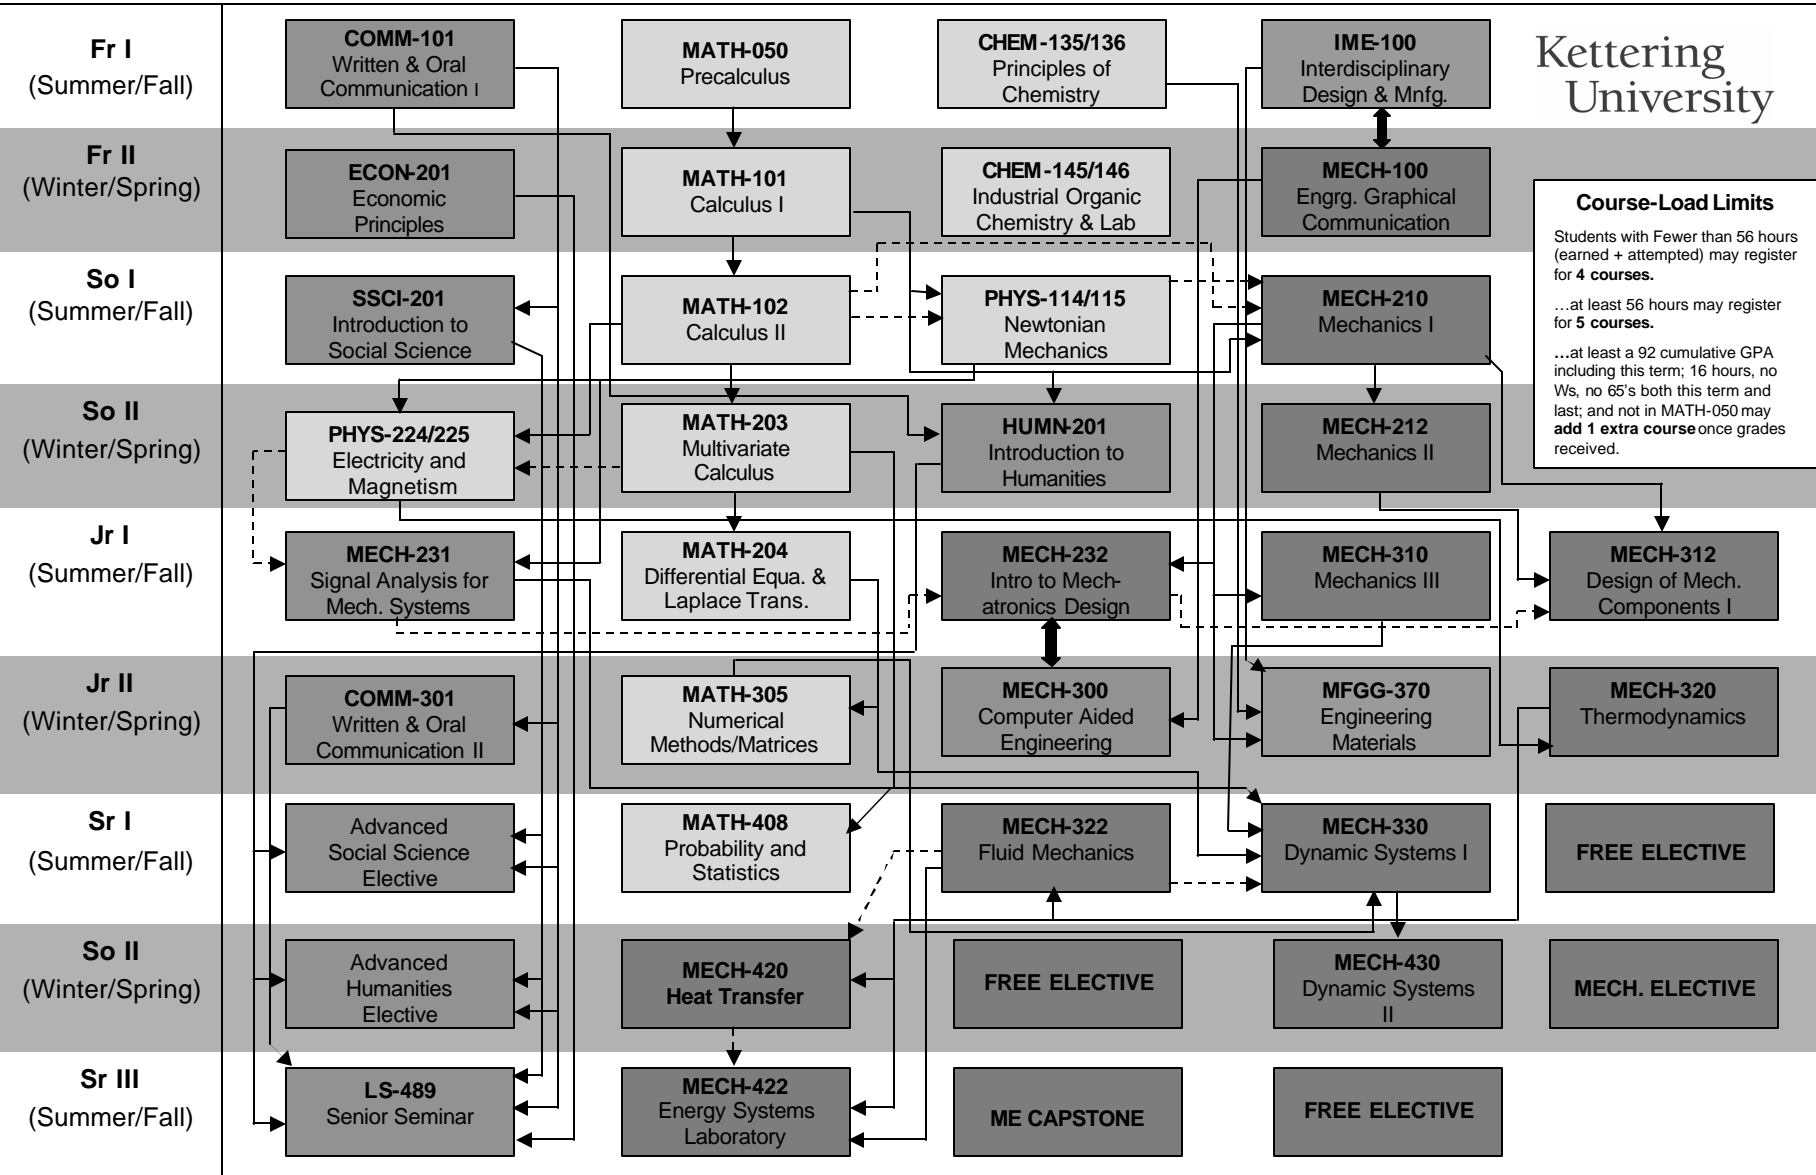 Fr I
(Summer/Fall)
COMM-101
Written & Oral
Communication I
MATH-050
Precalculus
CHEM-135/136
Principles of
Chemistry
IME-100
Interdisciplinary
Design & Mnfg.
Kettering
University
Fr II
(Winter/Spring)
ECON-201
Economic
Principles
MATH-101
Calculus I
CHEM-145/146
Industrial Organic
Chemistry & Lab
MECH-100
Engrg. Graphical
Communication
Course-Load Limits
Students with Fewer than 56 hours
(earned + attempted) may register
for 4 courses.
…at least 56 hours may register
for 5 courses.
…at least a 92 cumulative GPA
including this term; 16 hours, no
Ws, no 65's both this term and
last; and not in MATH-050 may
add 1 extra course once grades
received.
So I
(Summer/Fall)
SSCI-201
Introduction to
Social Science
MATH-102
Calculus II
PHYS-114/115
Newtonian
Mechanics
MECH-210
Mechanics I
So II
(Winter/Spring)
PHYS-224/225
Electricity and
Magnetism
MATH-203
Multivariate
Calculus
HUMN-201
Introduction to
Humanities
MECH-212
Mechanics II
Jr I
(Summer/Fall)
MECH-231
Signal Analysis for
Mech. Systems
MATH-204
Differential Equa. &
Laplace Trans.
MECH-232
Intro to Mech-
atronics Design
MECH-310
Mechanics III
MECH-312
Design of Mech.
Components I
Jr II
(Winter/Spring)
COMM-301
Written & Oral
Communication II
MATH-305
Numerical
Methods/Matrices
MECH-300
Computer Aided
Engineering
MFGG-370
Engineering
Materials
MECH-320
Thermodynamics
Sr I
(Summer/Fall)
Advanced
Social Science
Elective
MATH-408
Probability and
Statistics
MECH-322
Fluid Mechanics
MECH-330
Dynamic Systems I
FREE ELECTIVE
So II
(Winter/Spring)
Advanced
Humanities
Elective
MECH-420
Heat Transfer
FREE ELECTIVE
MECH-430
Dynamic Systems
II
MECH. ELECTIVE
Sr III
(Summer/Fall)
LS-489
Senior Seminar
MECH-422
Energy Systems
Laboratory
ME CAPSTONE
FREE ELECTIVE